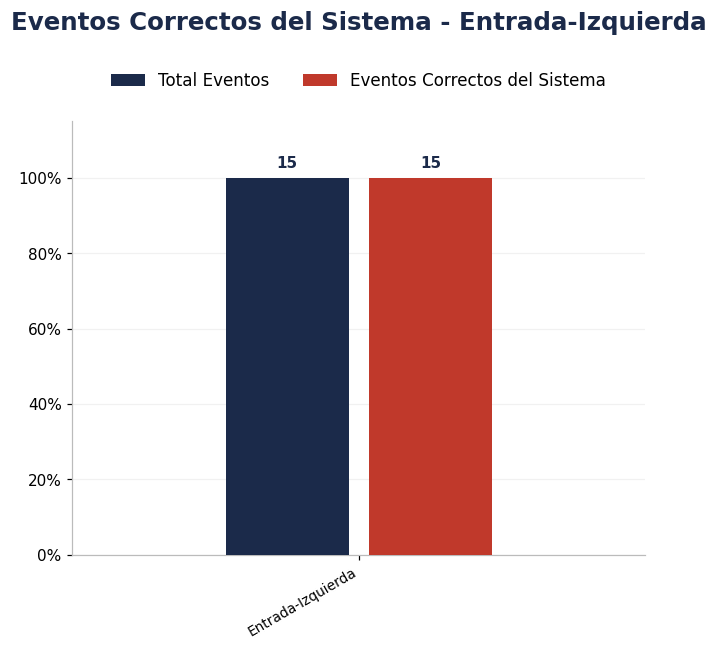 Eventos Correctos del Sistema - Entrada-Izquierda
Total Eventos
Eventos Correctos del Sistema
15
15
100%
80%
60%
40%
20%
0%
Entrada-Izquierda